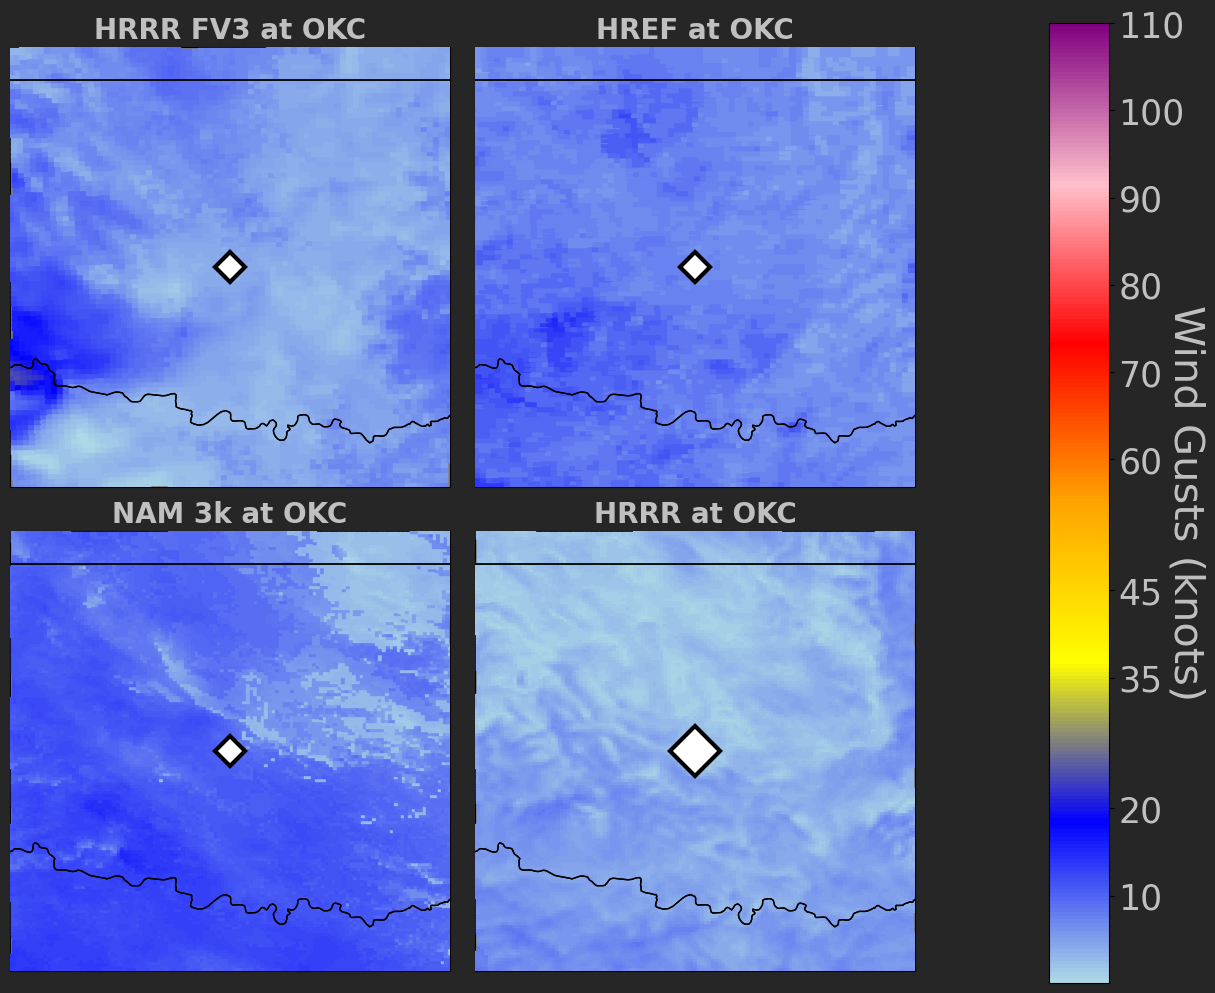 HRRR FV3 at OKC
HREF at OKC
NAM 3k at OKC
HRRR at OKC
110
100
90
80
70
60
45
35
20
10
Wind Gusts (knots)